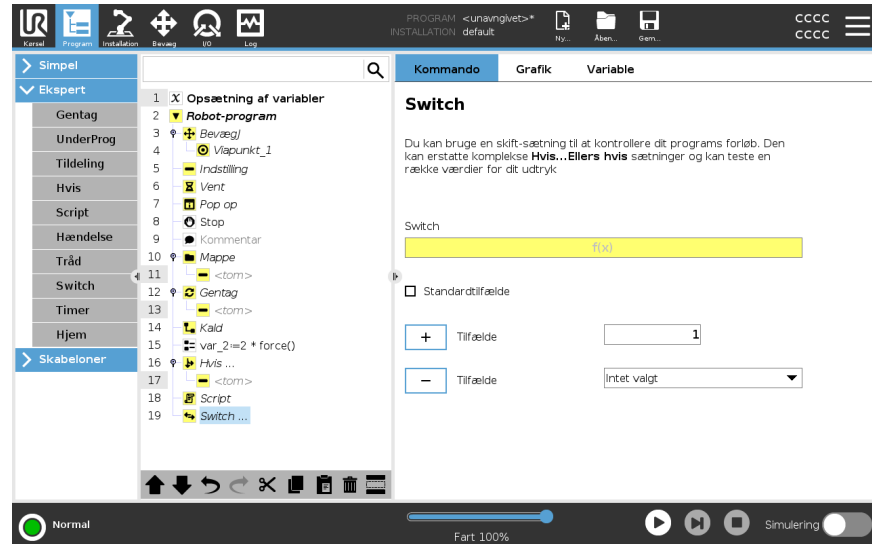 UR
Kørsel
Program
Installation
Bevæg
I/O
Log
PROGRAM <unavngivet>*
INSTALLATION default
Ny...
Åben...
Gem...
CCCC
CCCC
Simpel
Ekspert
Gentag
UnderProg
Tildeling
Hvis
Script
Hændelse
Tråd
Switch
Timer
Hjem
Skabeloner
1 X Opsætning af variabler
2 Robot-program
3 BevægJ
4 Viapunkt_1
5 Indstilling
6 Vent
7 Pop op
8 Stop
9 Kommentar
10 Mappe
11 <tom>
12 Gentag
13 <tom>
14 Kald
15 var_2:=2 * force()
16 Hvis ...
17 <tom>
18 Script
19 Switch ...
Kommando Grafik Variable
Switch
Du kan bruge en skift-sætning til at kontrollere dit programs forløb. Den
kan erstatte komplekse Hvis...Ellers hvis sætninger og kan teste en
række værdier for dit udtryk
Switch
f(x)
Standardtilfælde
+ Tilfælde 1
− Tilfælde Intet valgt
Normal
Fart 100%
Simulering